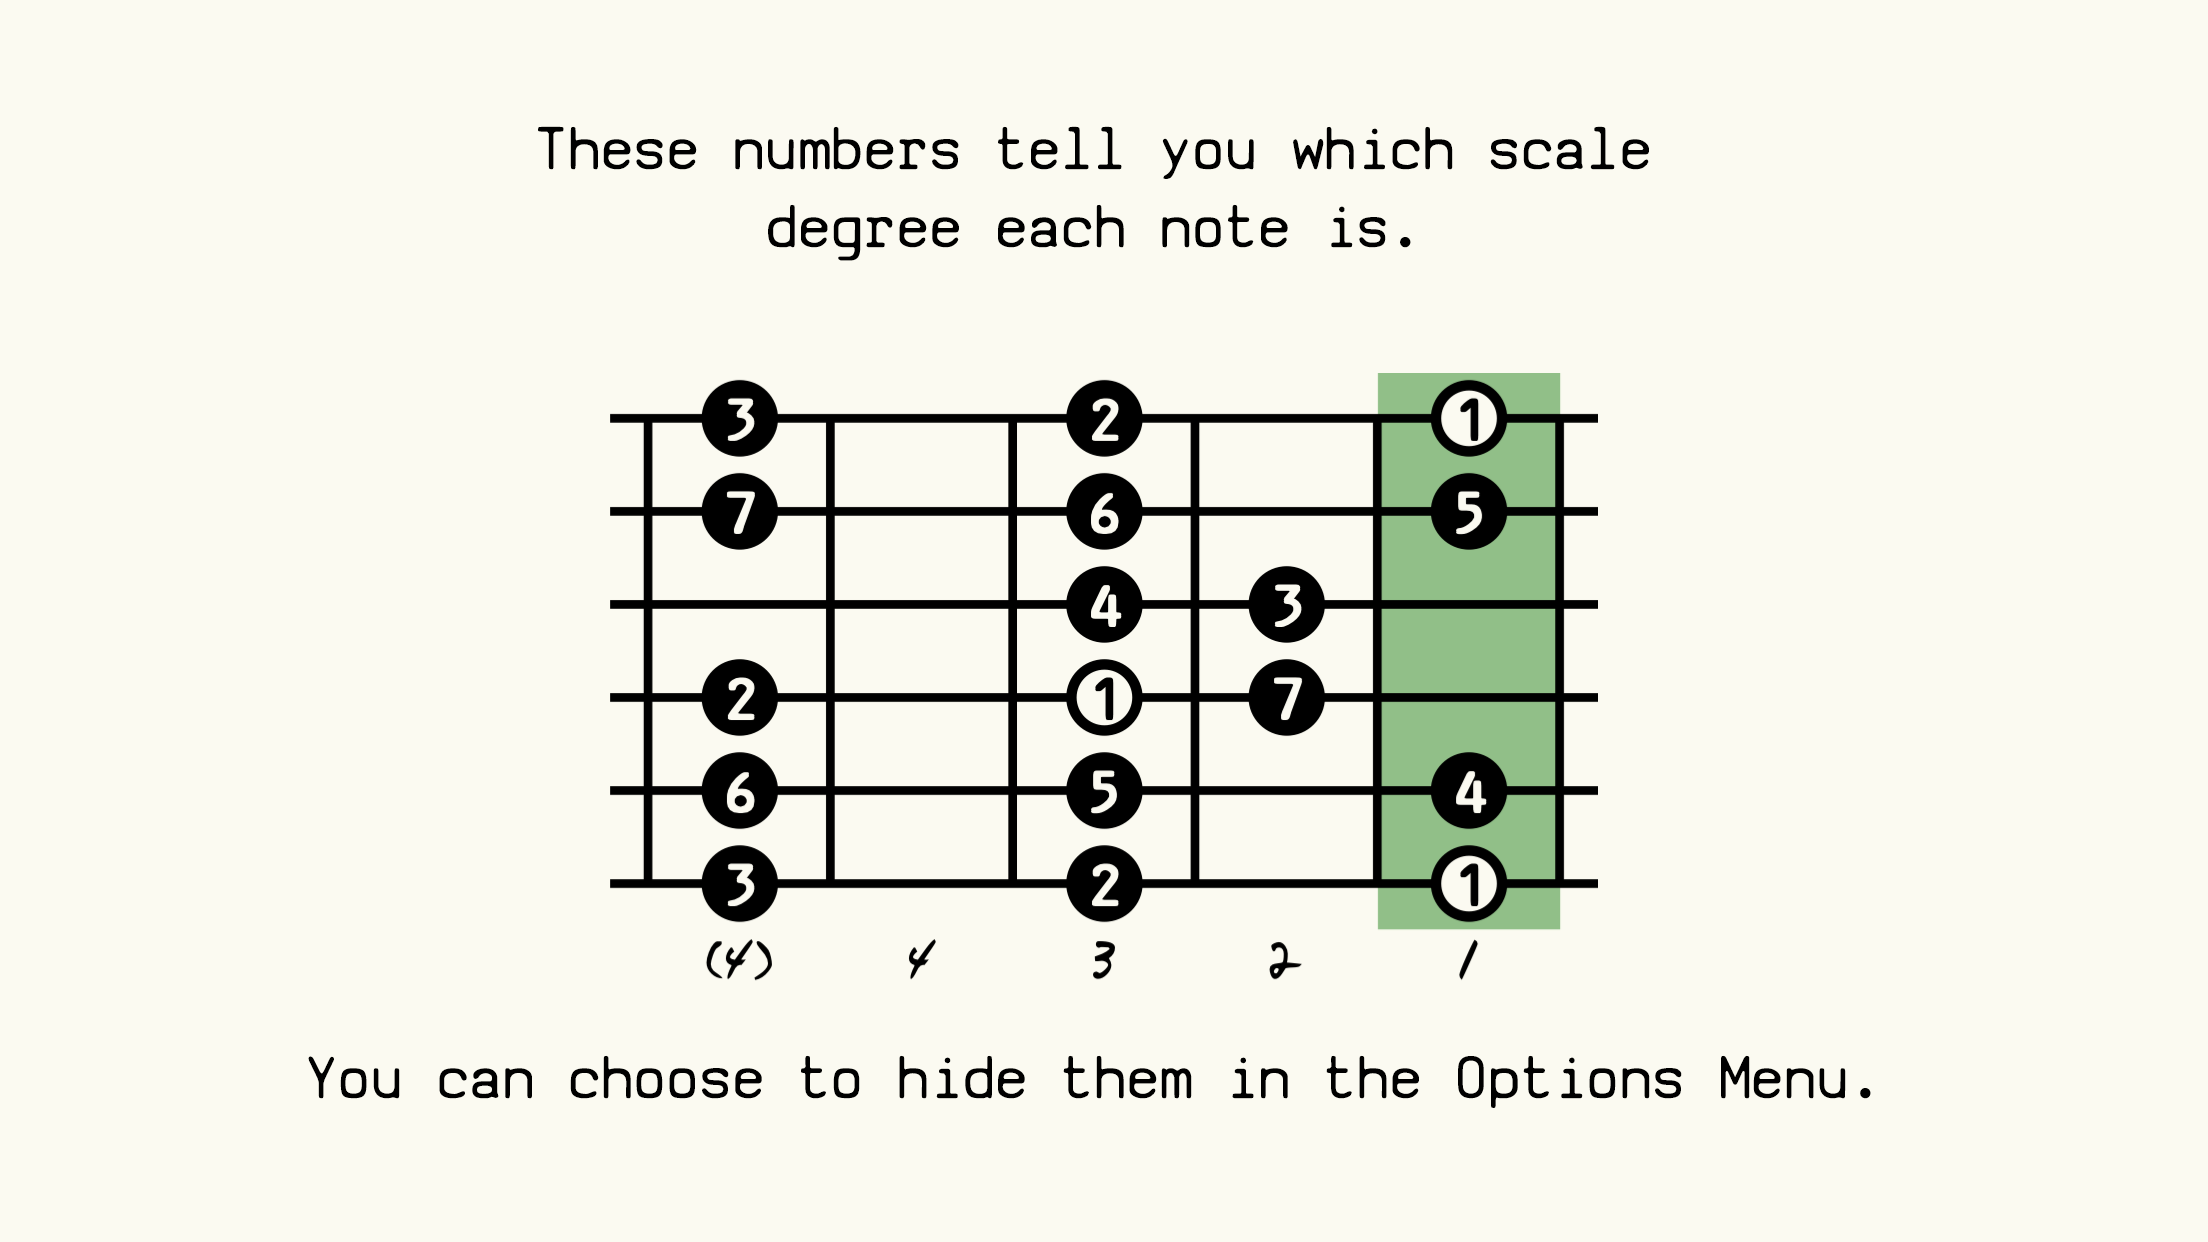 These numbers tell you which scale
degree each note is.
3 2 1
7 6 5
4 3
2 1 7
6 5 4
3 2 1
(4) 4 3 2 1
You can choose to hide them in the Options Menu.